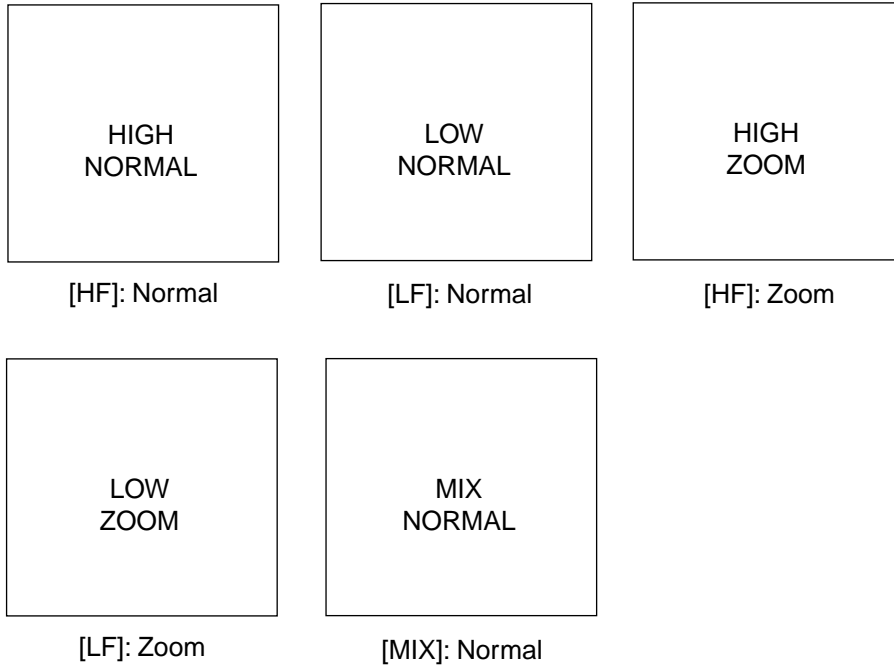 HIGH
NORMAL
[HF]: Normal
LOW
NORMAL
[LF]: Normal
HIGH
ZOOM
[HF]: Zoom
LOW
ZOOM
[LF]: Zoom
MIX
NORMAL
[MIX]: Normal